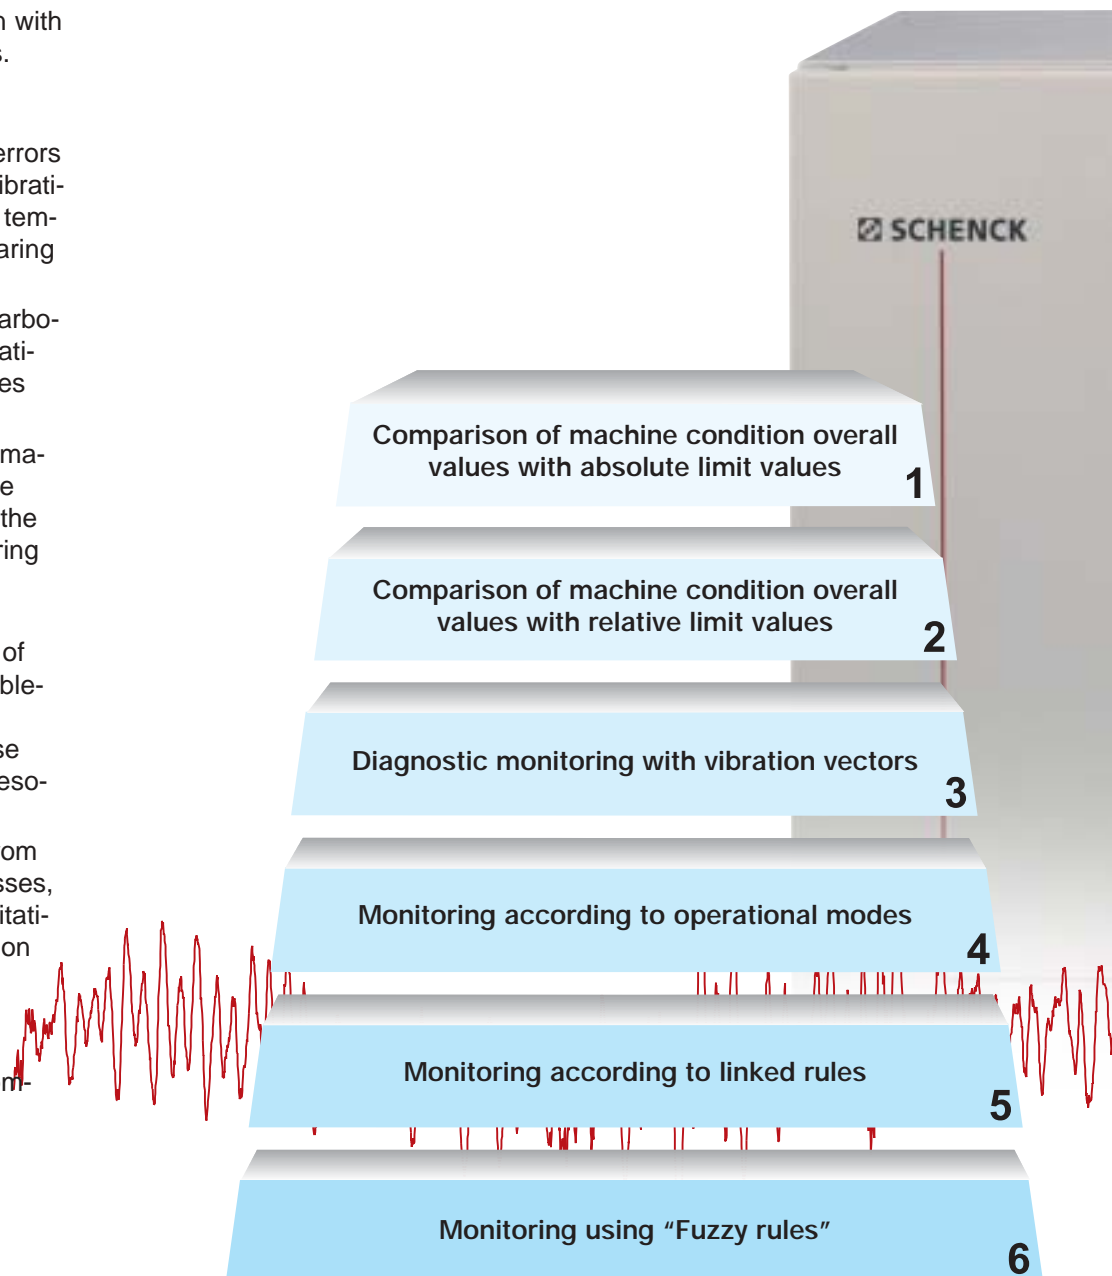 n with
s.
errors
ibrati-
tem-
aring
arbo-
ati-
es
ma-
e
the
ring
of
ble-
se
eso-
om
sses,
itati-
on
om-
SCHENCK
Comparison of machine condition overall
values with absolute limit values
1
Comparison of machine condition overall
values with relative limit values
2
Diagnostic monitoring with vibration vectors
3
Monitoring according to operational modes
4
Monitoring according to linked rules
5
Monitoring using “Fuzzy rules”
6